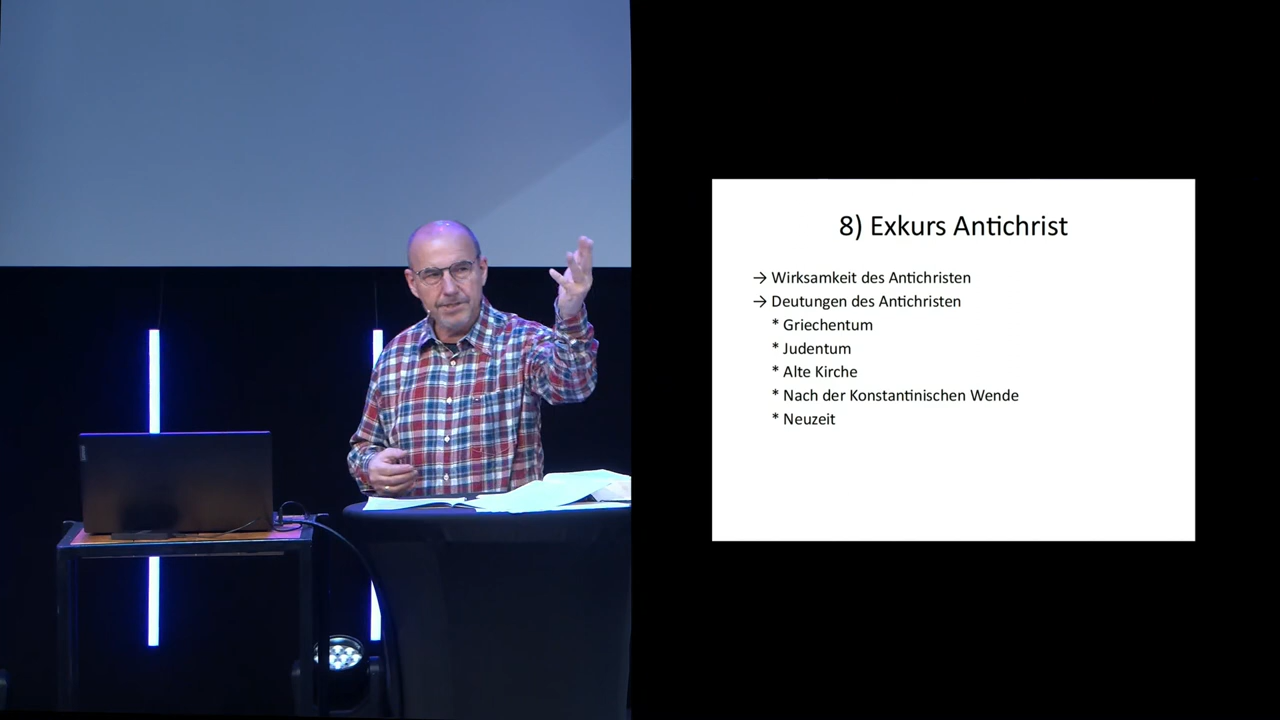 8) Exkurs Antichrist
→ Wirksamkeit des Antichristen
→ Deutungen des Antichristen
* Griechentum
* Judentum
* Alte Kirche
* Nach der Konstantinischen Wende
* Neuzeit